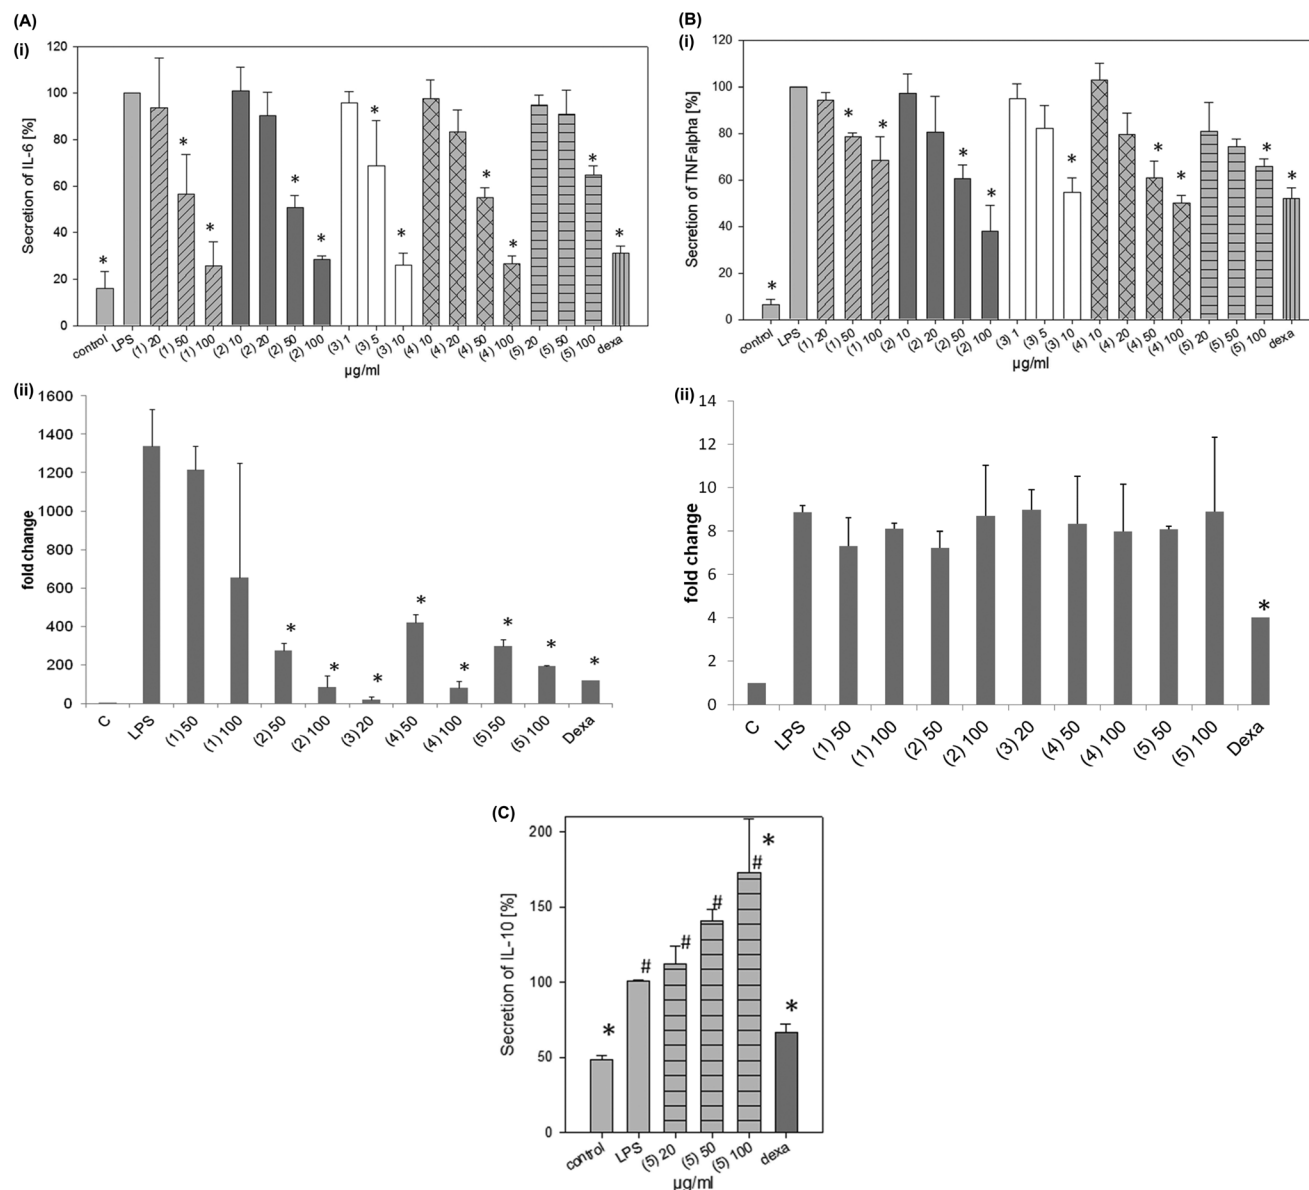 (A)
(i)
Secretion of IL-6 [%]
120
100
80
60
40
20
0
* * * * * * * * * * *
control LPS (1) 20 (1) 50 (1) 100 (2) 10 (2) 20 (2) 50 (2) 100 (3) 1 (3) 5 (3) 10 (4) 10 (4) 20 (4) 50 (4) 100 (5) 20 (5) 50 (5) 100 dexa
µg/ml
(B)
(i)
Secretion of TNFalpha [%]
120
100
80
60
40
20
0
* * * * * * * * * *
control LPS (1) 20 (1) 50 (1) 100 (2) 10 (2) 20 (2) 50 (2) 100 (3) 1 (3) 5 (3) 10 (4) 10 (4) 20 (4) 50 (4) 100 (5) 20 (5) 50 (5) 100 dexa
µg/ml
(ii)
fold change
1600
1400
1200
1000
800
600
400
200
0
* * * * * * * *
C LPS (1) 50 (1) 100 (2) 50 (2) 100 (3) 20 (4) 50 (4) 100 (5) 50 (5) 100 Dexa
(ii)
fold change
14
12
10
8
6
4
2
0
*
C LPS (1) 50 (1) 100 (2) 50 (2) 100 (3) 20 (4) 50 (4) 100 (5) 50 (5) 100 Dexa
(C)
Secretion of IL-10 [%]
200
150
100
50
0
* # # # # * *
control LPS (5) 20 (5) 50 (5) 100 dexa
µg/ml